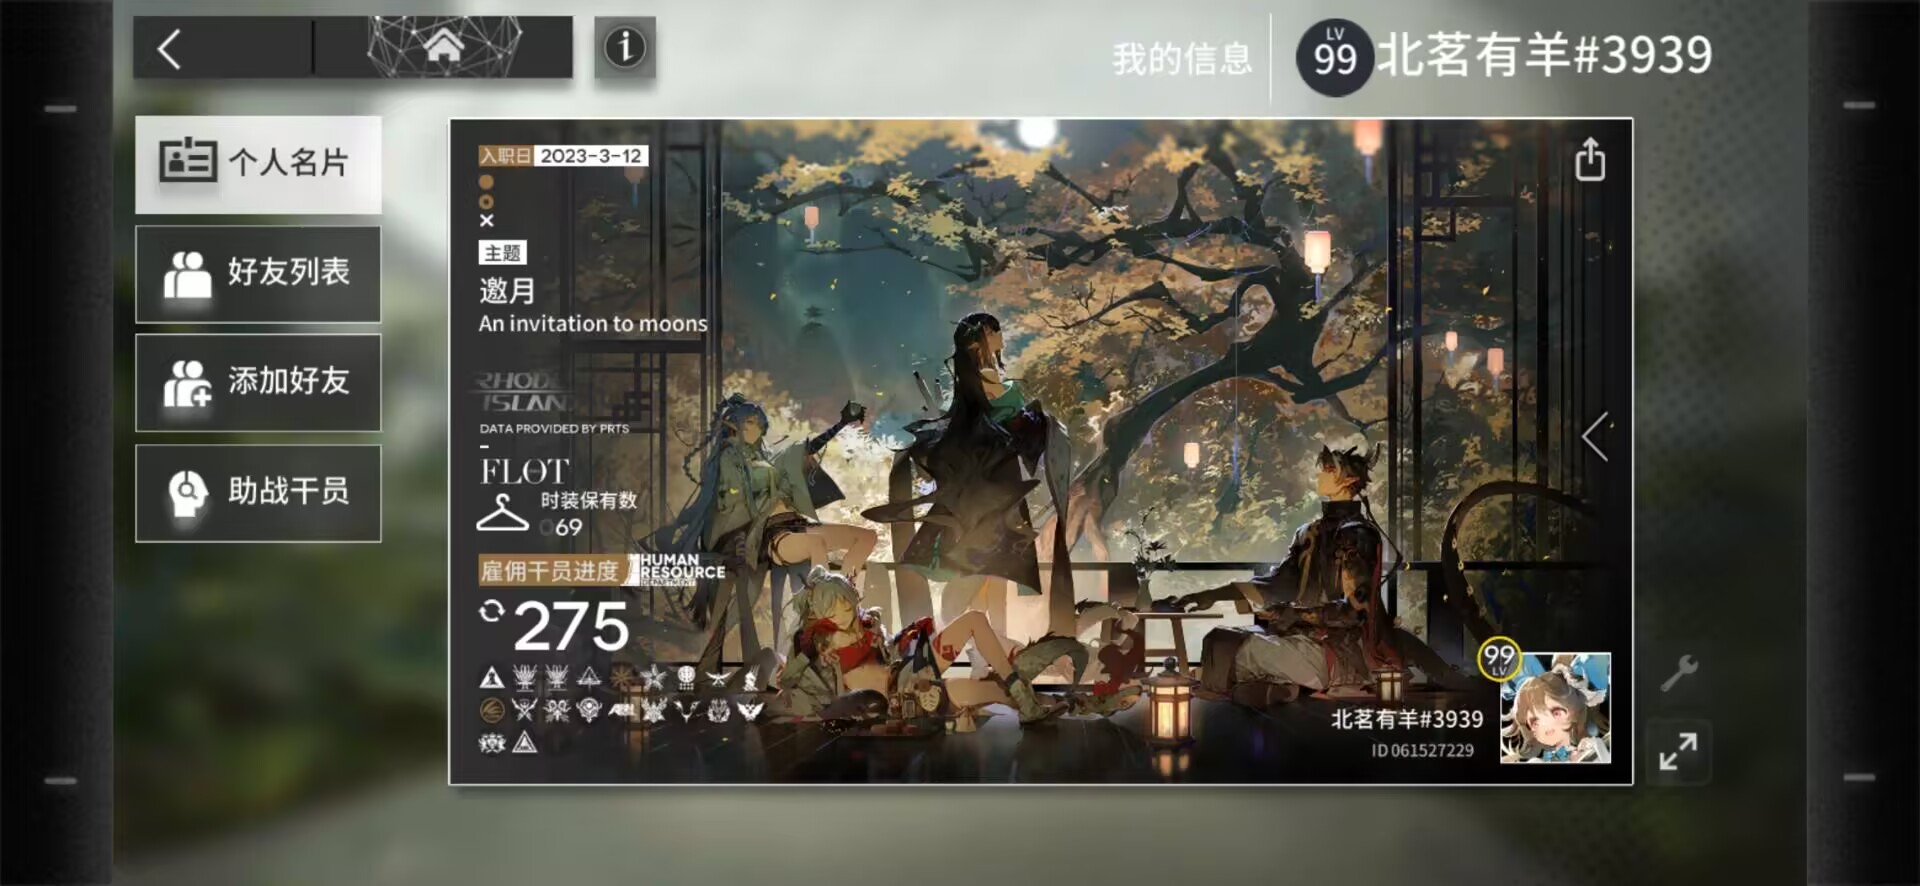 我的信息
LV
99
北茗有羊#3939
个人名片
好友列表
添加好友
助战干员
入职日 2023-3-12
主题
邀月
An invitation to moons
RHODE
ISLAND
DATA PROVIDED BY PRTS
FLOT
时装保有数
069
雇佣干员进度
HUMAN
RESOURCE
DEPARTMENT
275
99
LV
北茗有羊#3939
ID 061527229